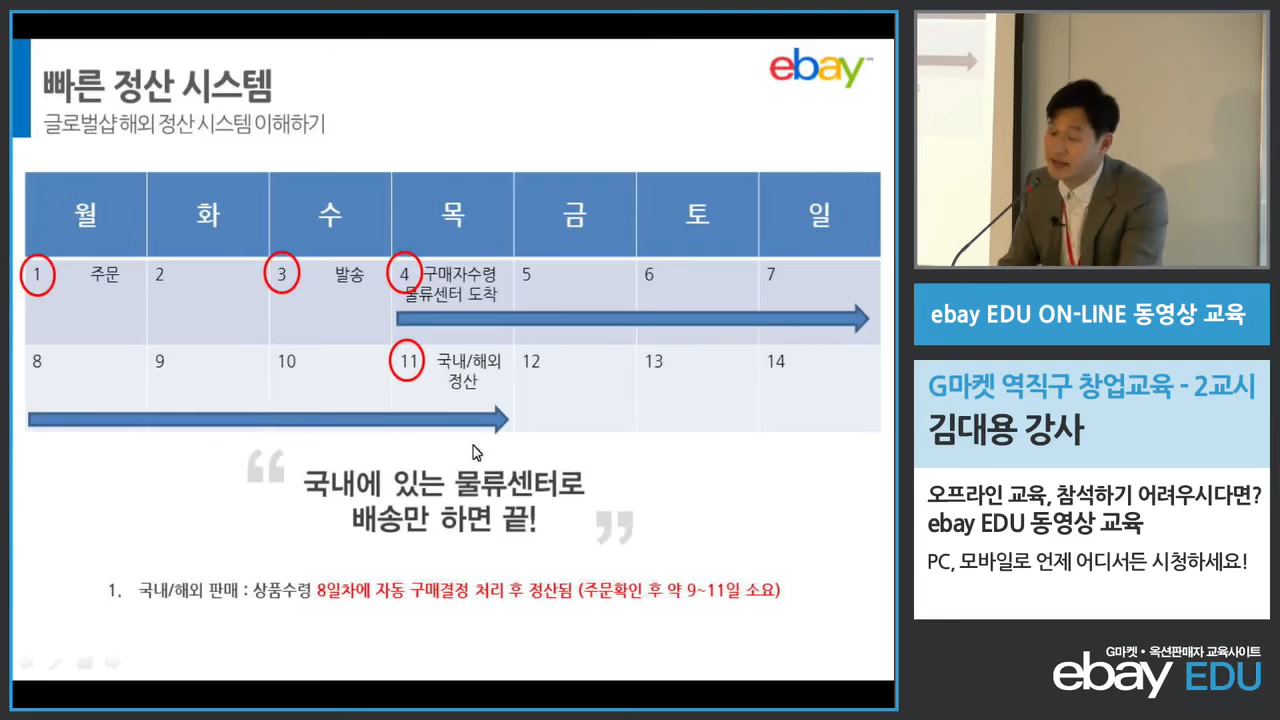 빠른 정산 시스템
글로벌샵 해외 정산 시스템 이해하기
ebay™
월 화 수 목 금 토 일
1 주문 2 3 발송 4 구매자수령 5 6 7
물류센터 도착
8 9 10 11 국내/해외 12 13 14
정산
“ 국내에 있는 물류센터로
배송만 하면 끝! ”
1. 국내/해외 판매 : 상품수령 8일차에 자동 구매결정 처리 후 정산됨 (주문확인 후 약 9~11일 소요)
ebay EDU ON-LINE 동영상 교육
G마켓 역직구 창업교육 - 2교시
김대용 강사
오프라인 교육, 참석하기 어려우시다면?
ebay EDU 동영상 교육
PC, 모바일로 언제 어디서든 시청하세요!
G마켓 • 옥션판매자 교육사이트
ebay EDU